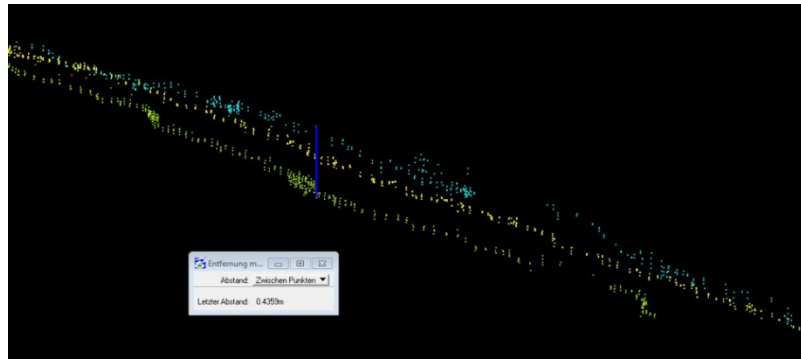 Entfernung m...
Abstand: Zwischen Punkten
Letzter Abstand: 0.4359m